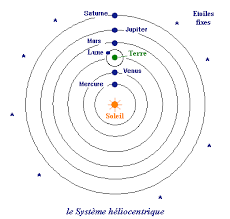 Saturne
Etoiles
fixes
Jupiter
Mars
Lune
Terre
Venus
Mercure
Soleil
le Système héliocentrique